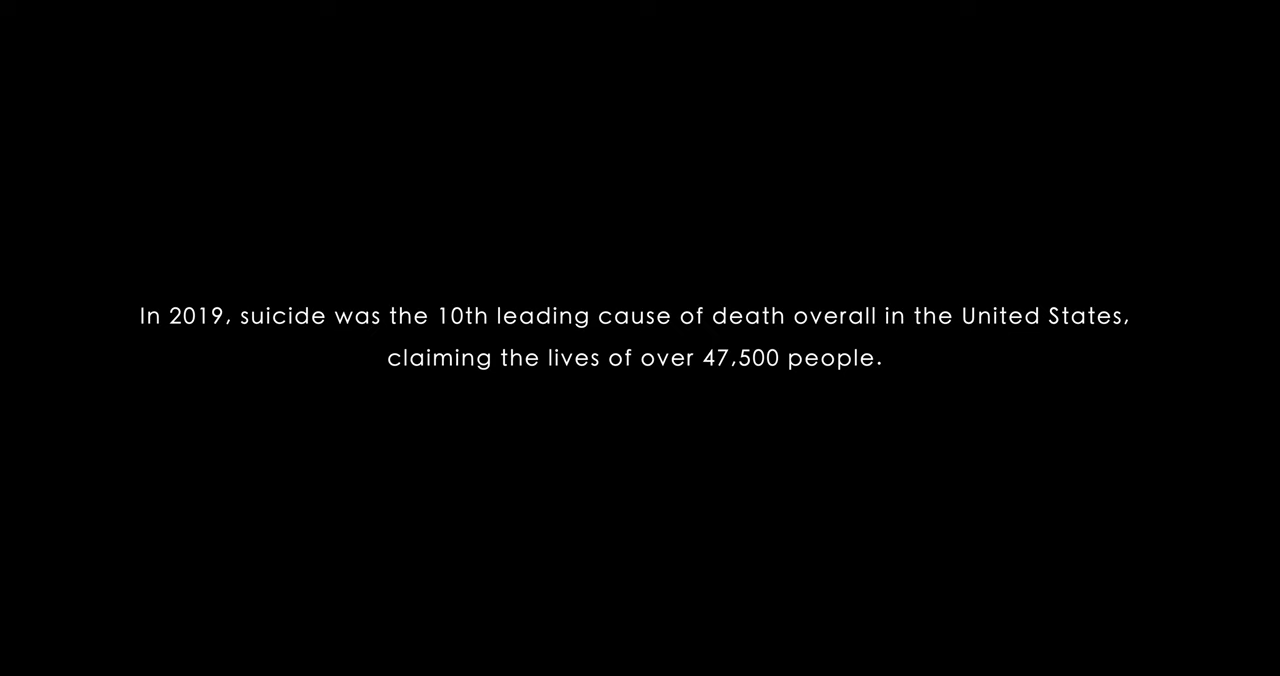 In 2019, suicide was the 10th leading cause of death overall in the United States,
claiming the lives of over 47,500 people.